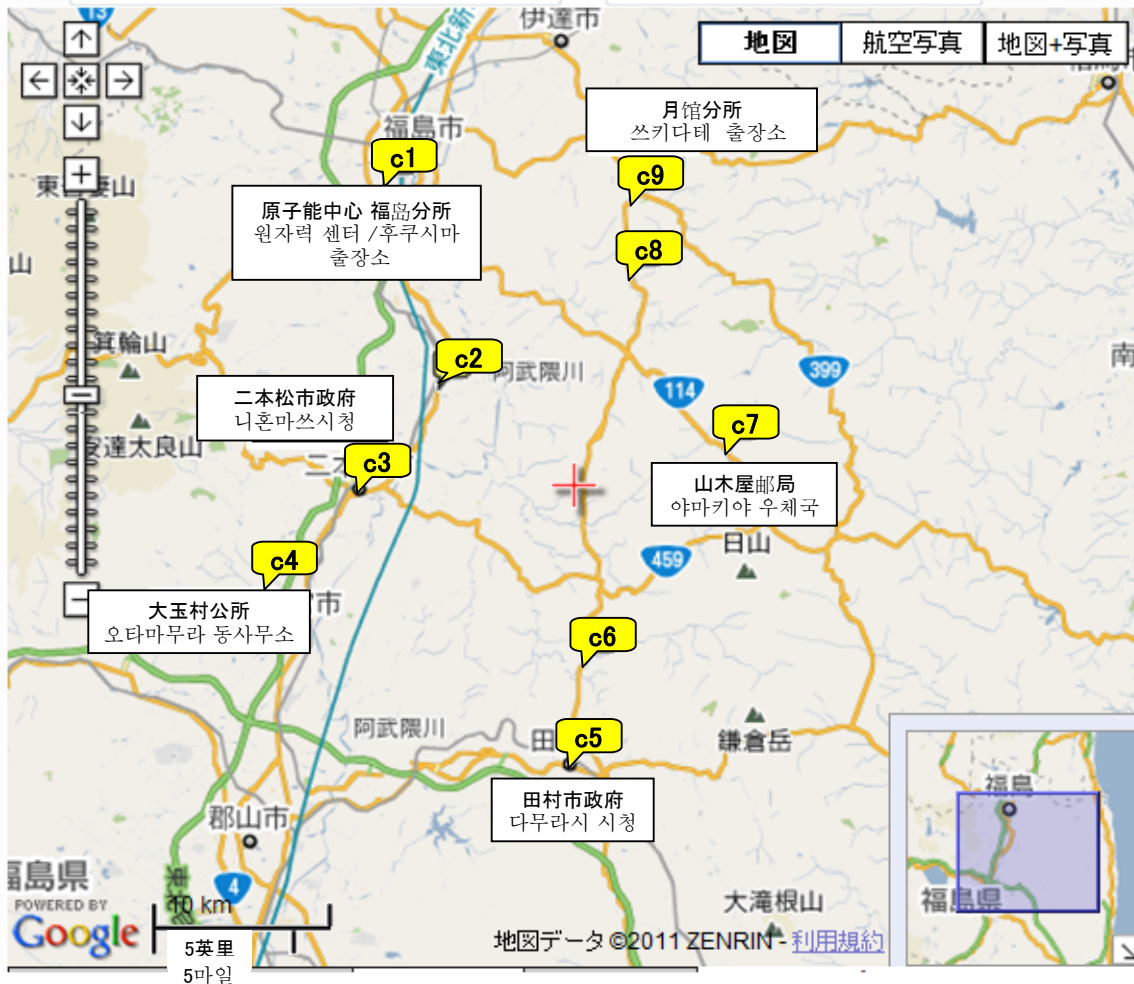 13
東北新
伊達市
地図
航空写真
地図+写真
福島市
月馆分所
쓰키다테 출장소
c1
c9
原子能中心 福岛分所
원자력 센터 /후쿠시마
출장소
c8
山
箕輪山
c2
阿武隈川
南
399
114
二本松市政府
니혼마쓰시청
安達太良山
c7
二本
c3
山木屋邮局
야마키야 우체국
日山
459
c4
大玉村公所
오타마무라 동사무소
市
c6
阿武隈川
田
c5
鎌倉岳
田村市政府
다무라시 시청
郡山市
福島
福島県
福島県
4
大滝根山
POWERED BY
Google
10 km
5英里
5마일
地図データ ©2011 ZENRIN - 利用規約